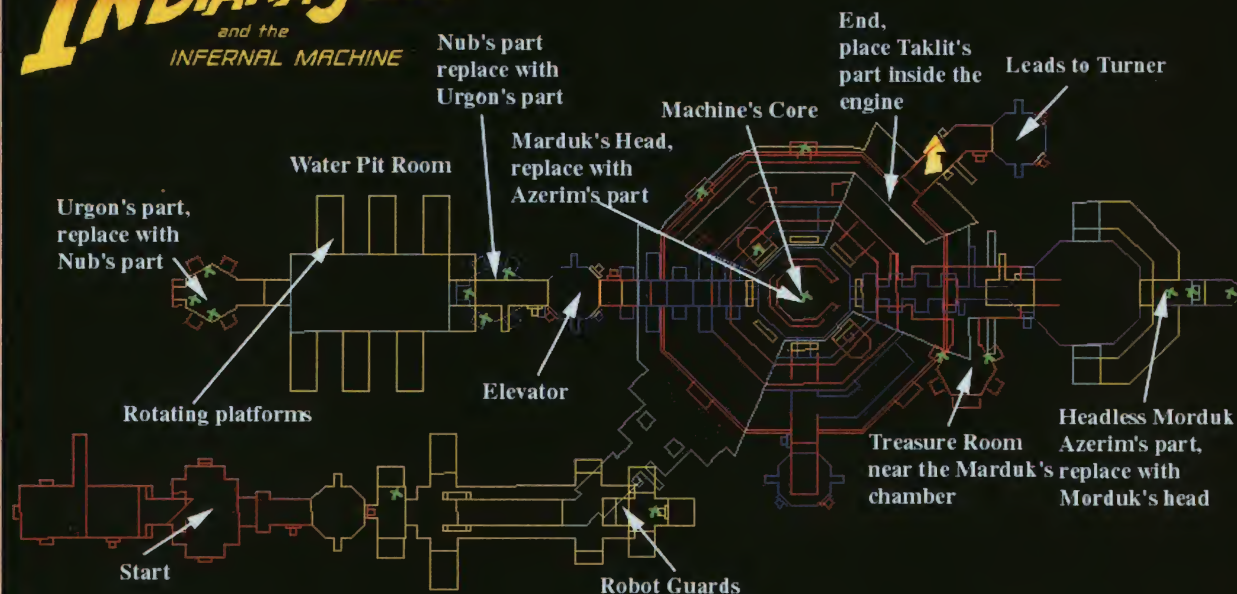 INDIANA JONES
and the
INFERNAL MACHINE
Nub's part
replace with
Urgon's part
End,
place Taklit's
part inside the
engine
Leads to Turner
Machine's Core
Marduk's Head,
replace with
Azerim's part
Water Pit Room
Urgon's part,
replace with
Nub's part
Rotating platforms
Elevator
Treasure Room
near the Marduk's
chamber
Headless Morduk
Azerim's part,
replace with
Morduk's head
Start
Robot Guards